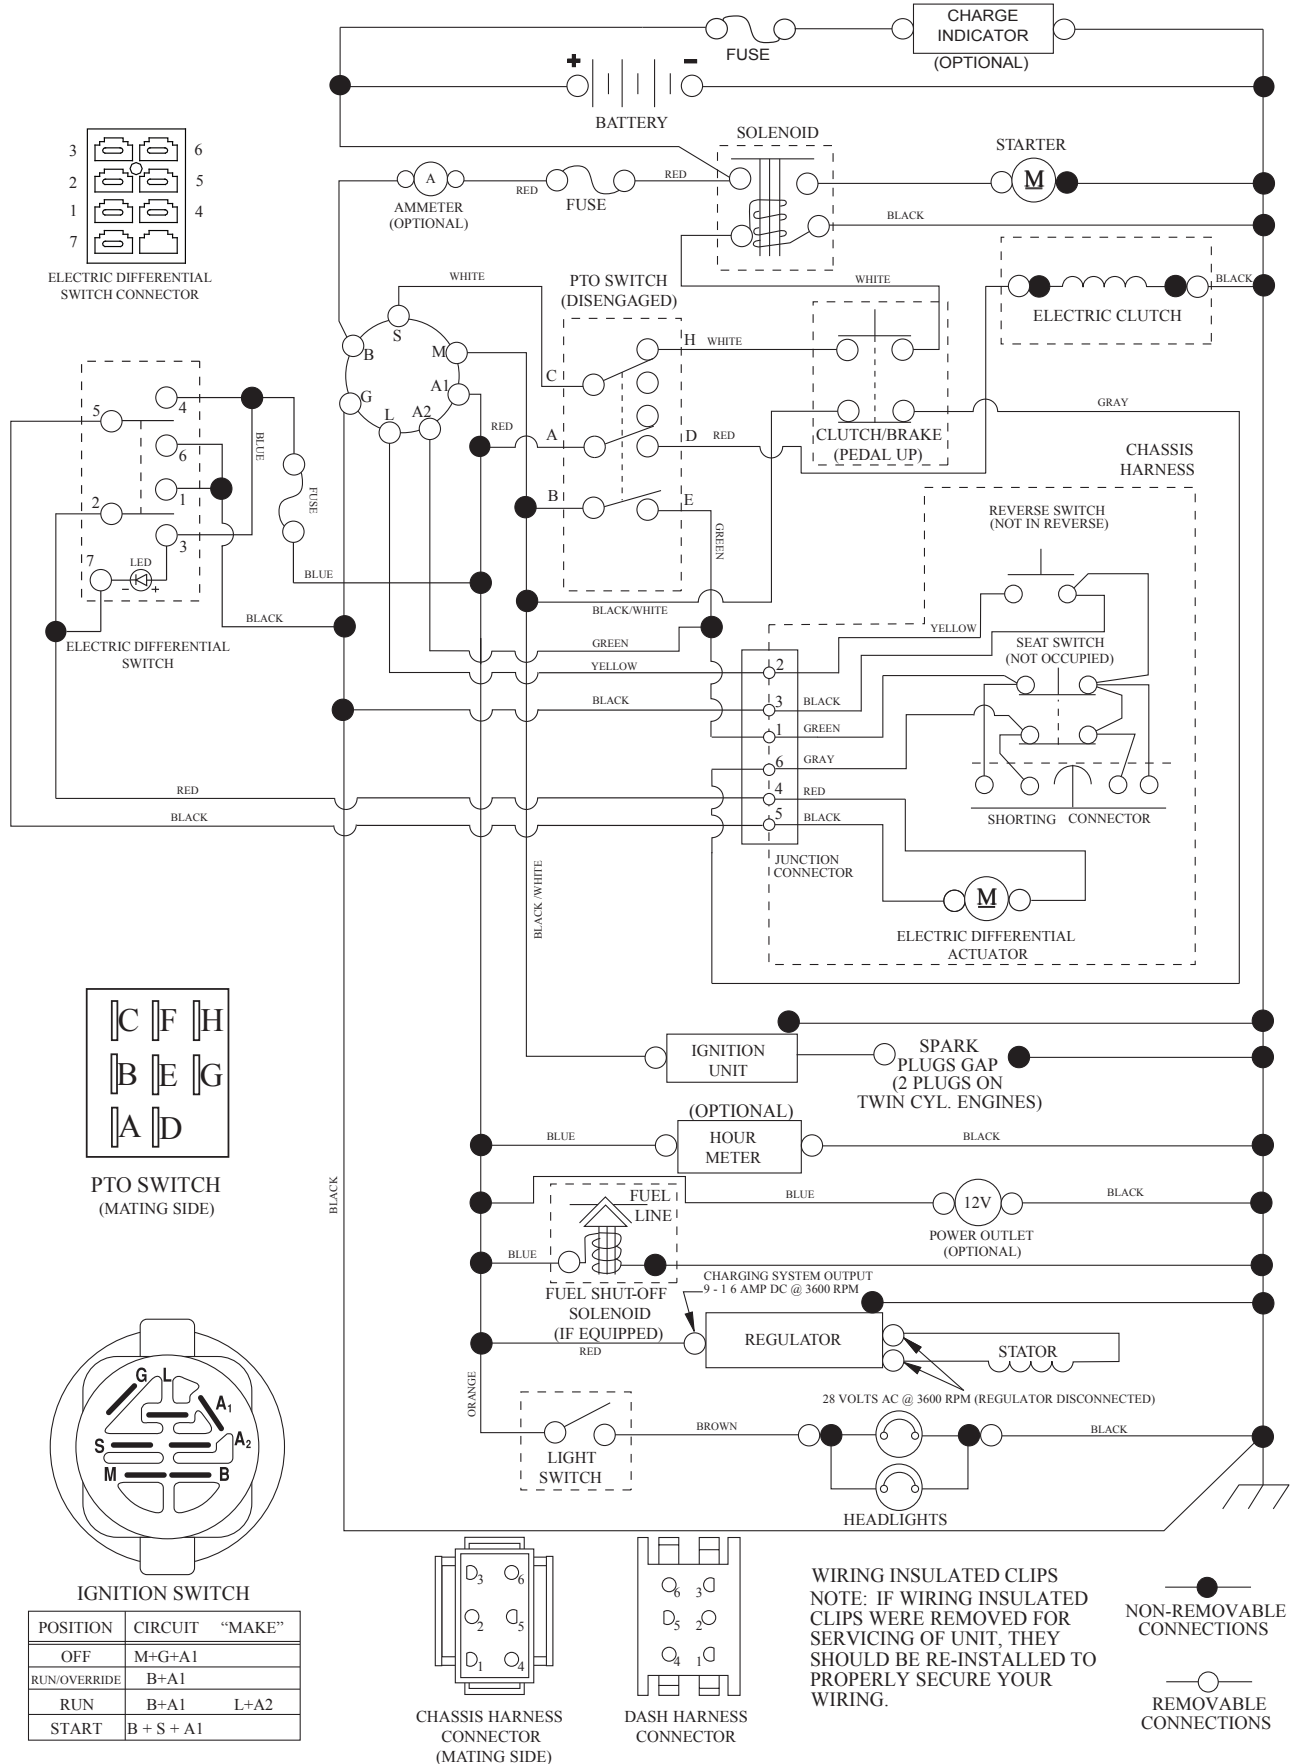 CHARGE
INDICATOR
(OPTIONAL)
FUSE
+
-
BATTERY
SOLENOID
STARTER
M
3
6
2
5
1
4
7
ELECTRIC DIFFERENTIAL
SWITCH CONNECTOR
A
AMMETER
(OPTIONAL)
RED
FUSE
RED
BLACK
WHITE
PTO SWITCH
(DISENGAGED)
WHITE
BLACK
ELECTRIC CLUTCH
S
B
M
G
A1
L
A2
C
H
WHITE
RED
A
D
RED
B
E
GREEN
CLUTCH/BRAKE
(PEDAL UP)
GRAY
CHASSIS
HARNESS
5
4
6
2
1
3
7
LED
-
+
BLUE
FUSE
BLUE
BLACK
ELECTRIC DIFFERENTIAL
SWITCH
REVERSE SWITCH
(NOT IN REVERSE)
BLACK/WHITE
YELLOW
GREEN
YELLOW
BLACK
SEAT SWITCH
(NOT OCCUPIED)
2
3
BLACK
1
GREEN
6
GRAY
4
RED
5
BLACK
RED
BLACK
SHORTING CONNECTOR
JUNCTION
CONNECTOR
M
ELECTRIC DIFFERENTIAL
ACTUATOR
BLACK /WHITE
C F H
B E G
A D
PTO SWITCH
(MATING SIDE)
IGNITION
UNIT
SPARK
PLUGS GAP
(2 PLUGS ON
TWIN CYL. ENGINES)
(OPTIONAL)
BLUE
HOUR
METER
BLACK
BLACK
BLUE
12V
BLACK
POWER OUTLET
(OPTIONAL)
FUEL
LINE
BLUE
FUEL SHUT-OFF
SOLENOID
(IF EQUIPPED)
CHARGING SYSTEM OUTPUT
9 - 1 6 AMP DC @ 3600 RPM
RED
REGULATOR
STATOR
28 VOLTS AC @ 3600 RPM (REGULATOR DISCONNECTED)
ORANGE
LIGHT
SWITCH
BROWN
BLACK
HEADLIGHTS
G
L
A1
A2
S
M
B
IGNITION SWITCH
POSITION CIRCUIT “MAKE”
OFF M+G+A1
RUN/OVERRIDE B+A1
RUN B+A1 L+A2
START B + S + A1
3
6
2
5
1
4
CHASSIS HARNESS
CONNECTOR
(MATING SIDE)
6
3
5
2
4
1
DASH HARNESS
CONNECTOR
WIRING INSULATED CLIPS
NOTE: IF WIRING INSULATED
CLIPS WERE REMOVED FOR
SERVICING OF UNIT, THEY
SHOULD BE RE-INSTALLED TO
PROPERLY SECURE YOUR
WIRING.
NON-REMOVABLE
CONNECTIONS
REMOVABLE
CONNECTIONS